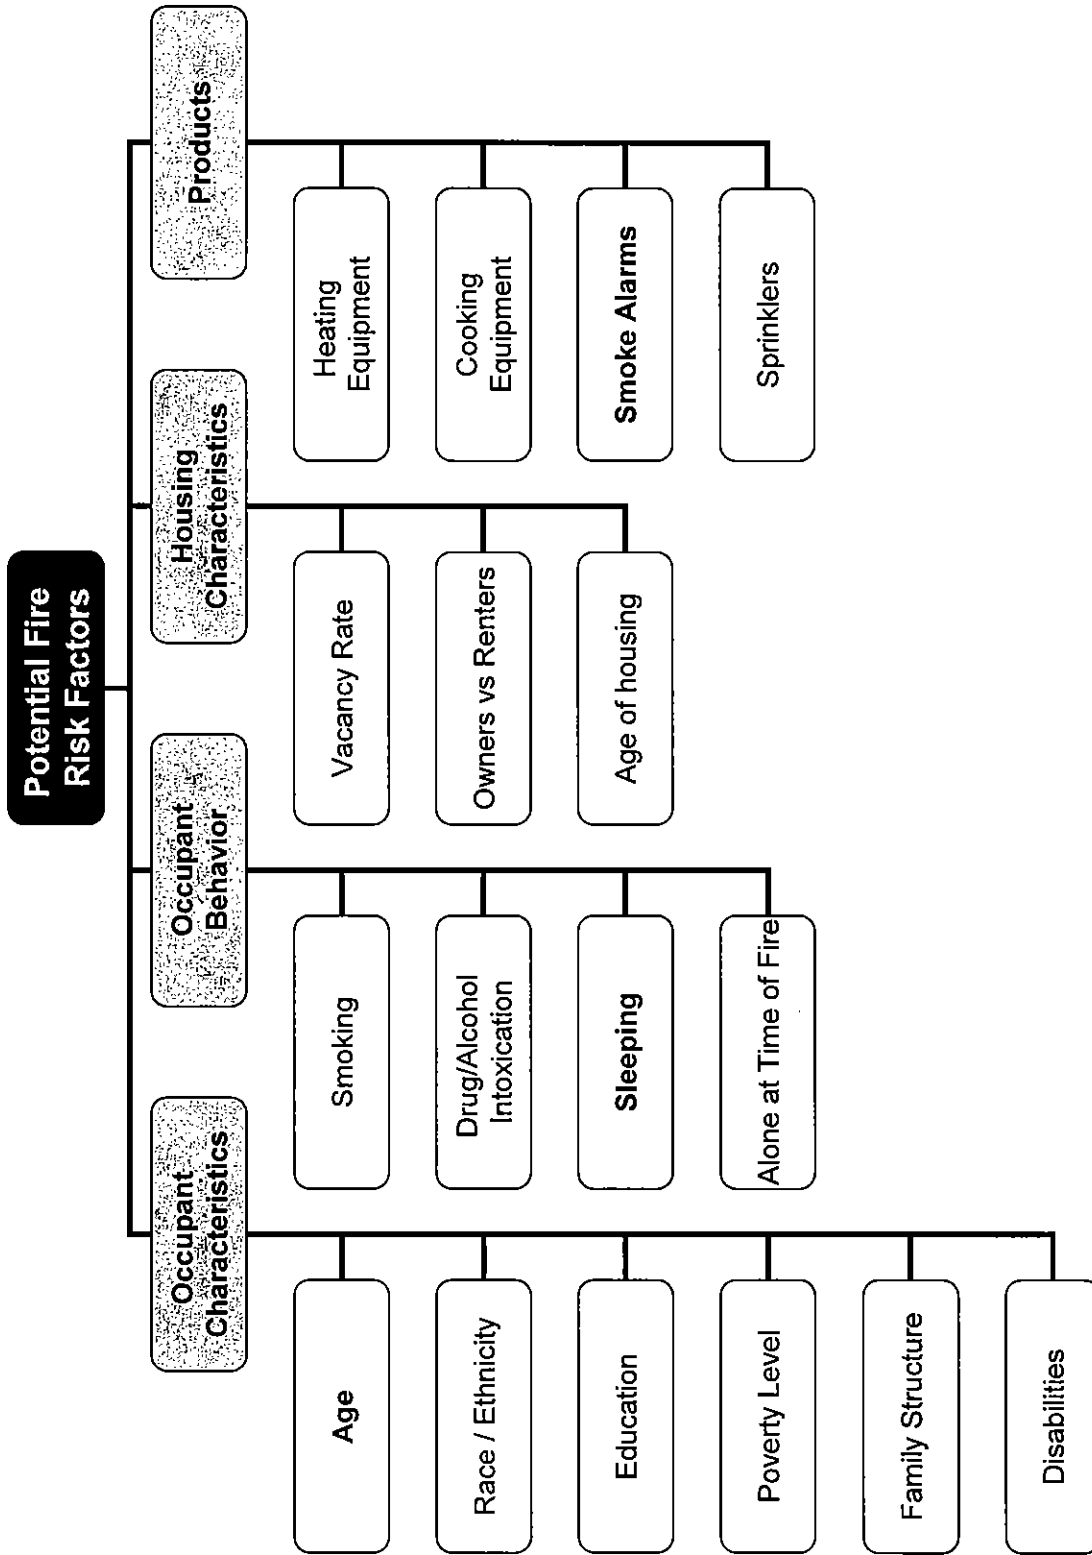 Potential Fire
Risk Factors
Occupant
Characteristics
Age
Race / Ethnicity
Education
Poverty Level
Family Structure
Disabilities
Occupant
Behavior
Smoking
Drug/Alcohol
Intoxication
Sleeping
Alone at Time of Fire
Housing
Characteristics
Vacancy Rate
Owners vs Renters
Age of housing
Products
Heating
Equipment
Cooking
Equipment
Smoke Alarms
Sprinklers